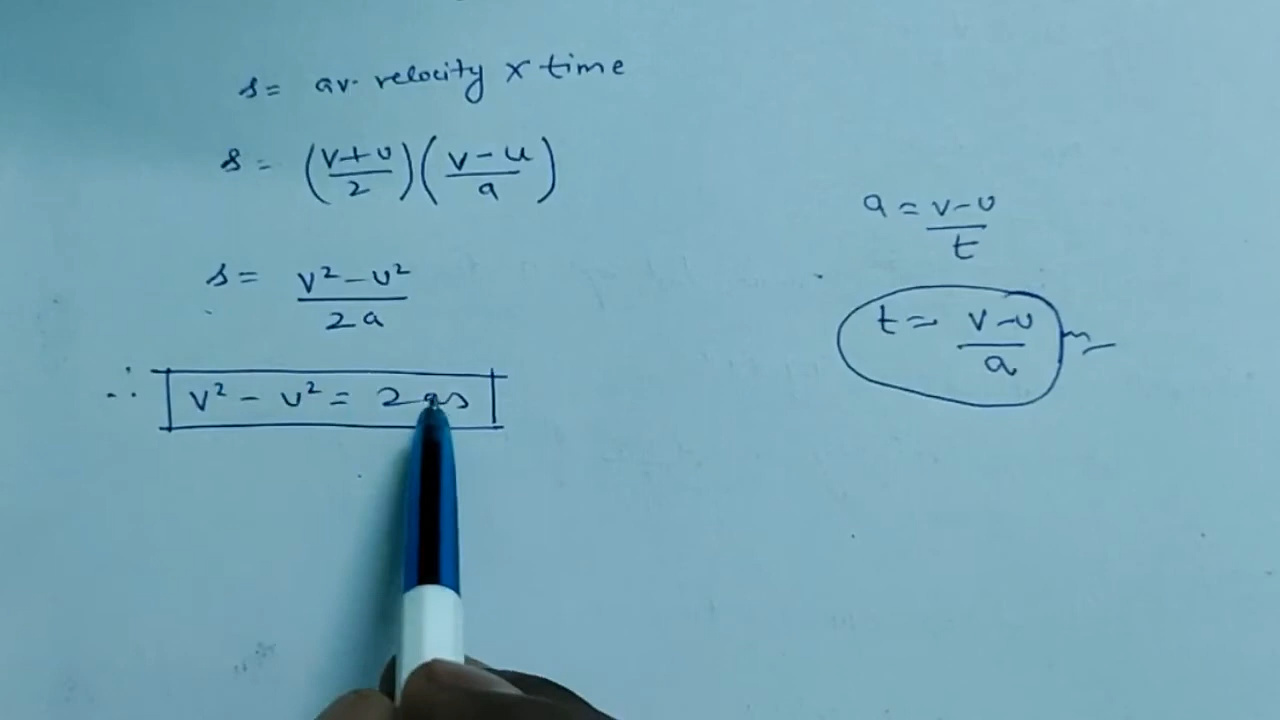 s = av. velocity × time
s = (v+u/2)(v-u/a)
s = v² - u²/2a
∴ v² - u² = 2as
a = v-u/t
t = v-u/a